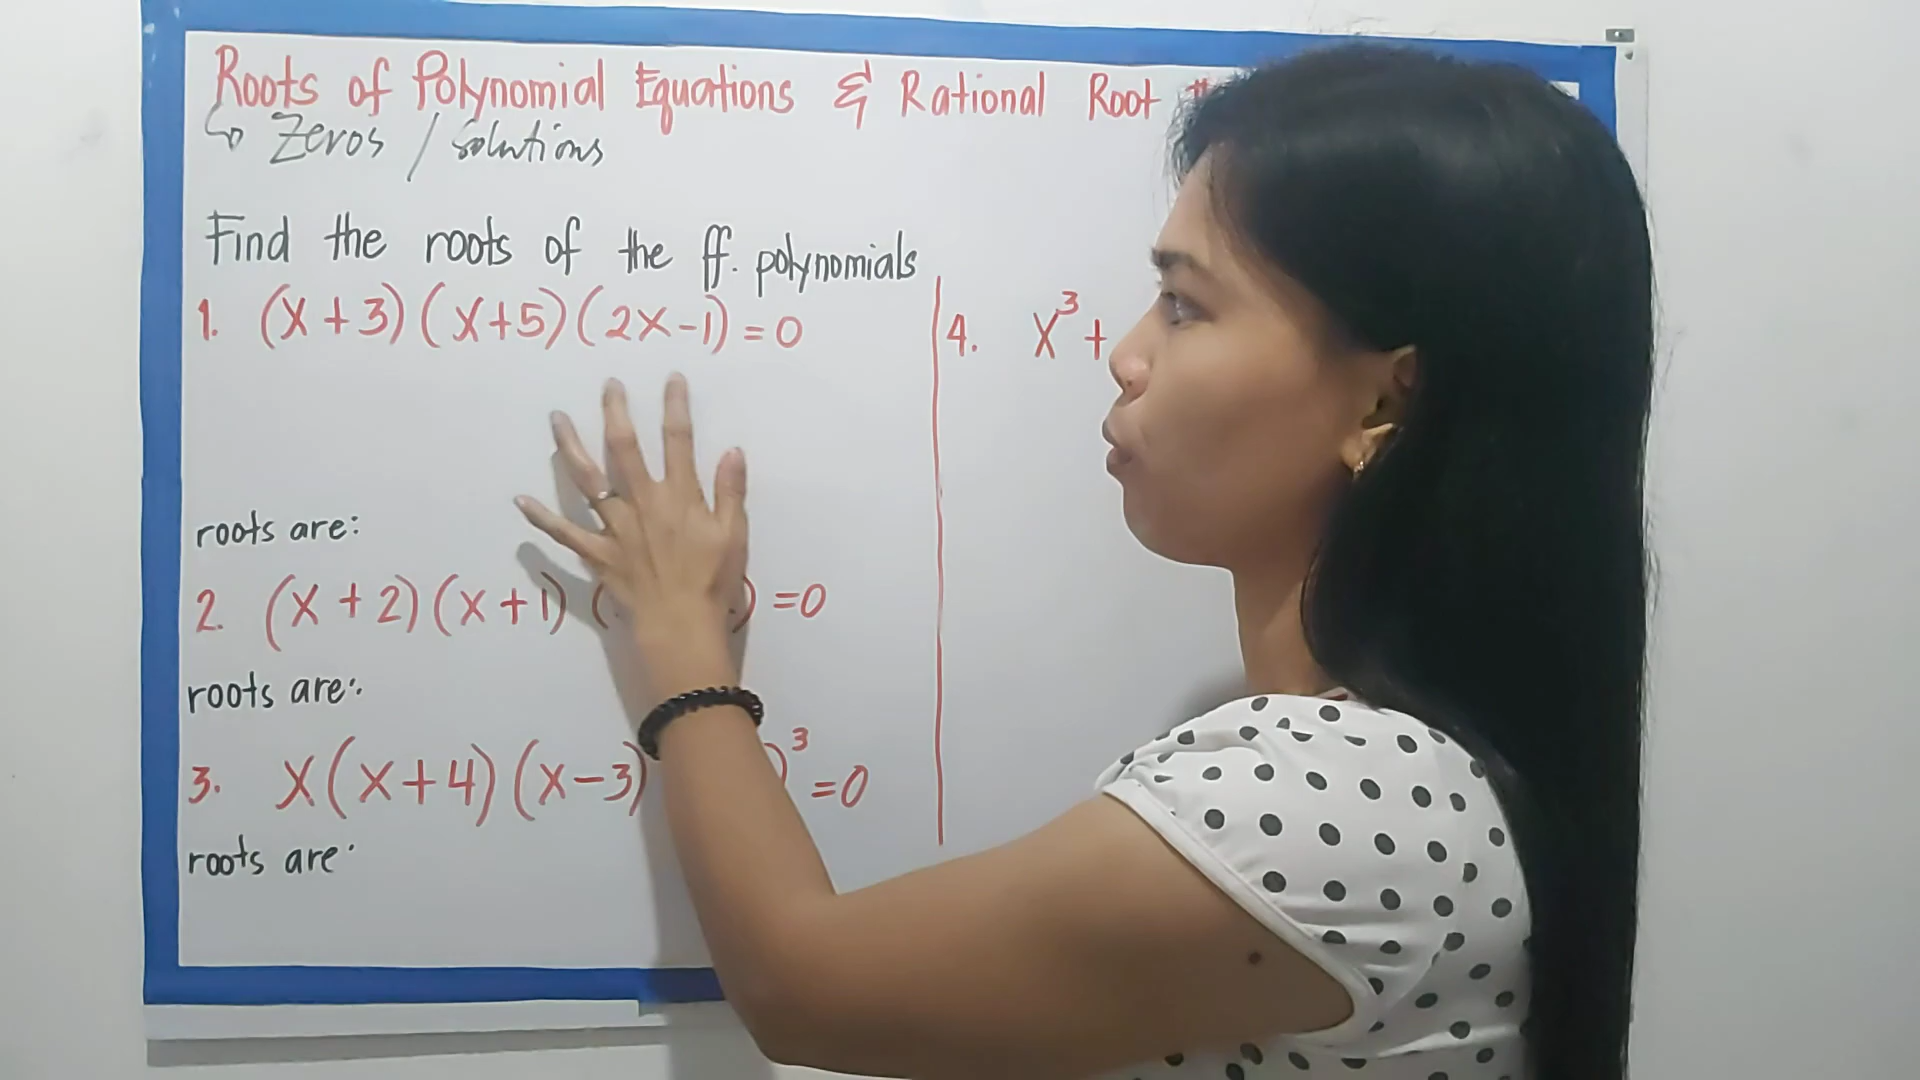 Roots of Polynomial Equations & Rational Root
↳ Zeros / Solutions
Find the roots of the ff. polynomials
1. (x+3)(x+5)(2x-1)=0
roots are:
2. (x+2)(x+1)( ) =0
roots are:
3. x(x+4)(x-3) )³ =0
roots are:
4. x³+